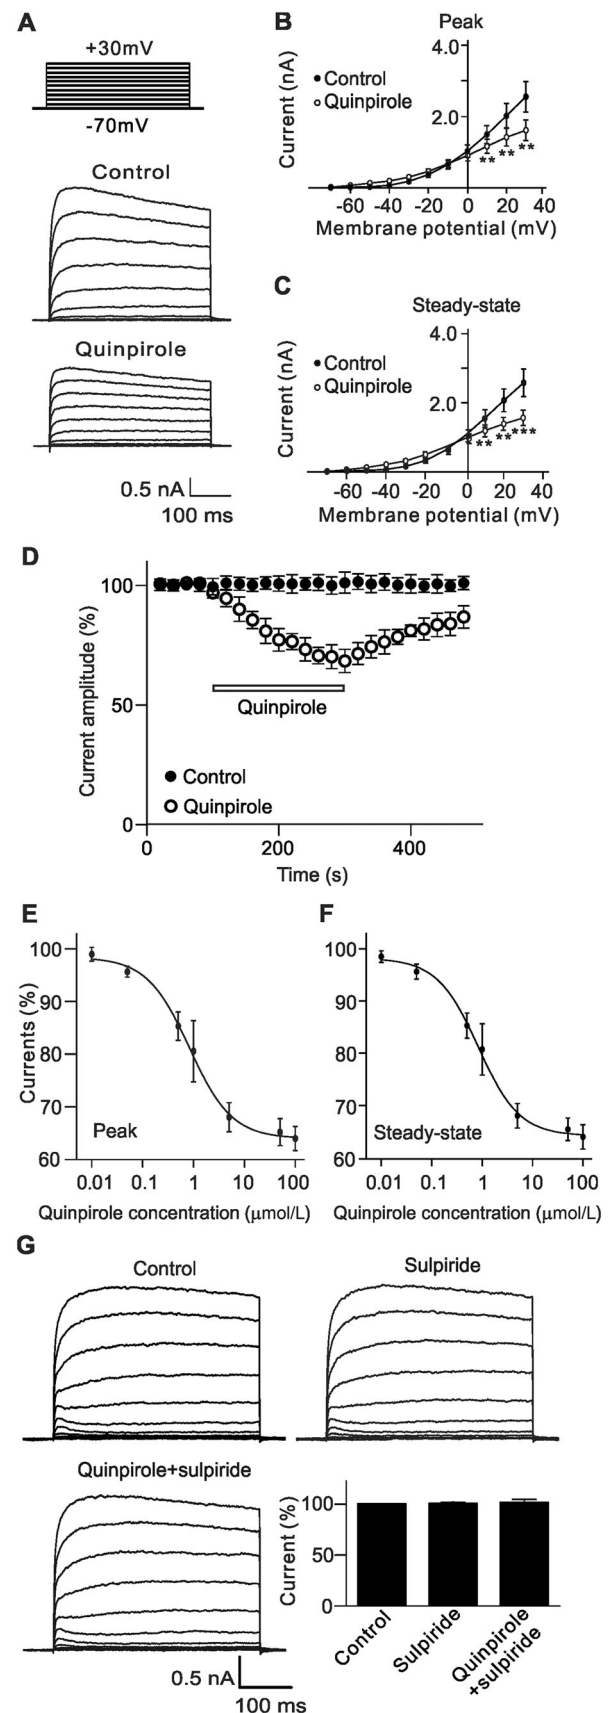 A
+30mV
-70mV
Control
Quinpirole
0.5 nA
100 ms
B
Peak
Current (nA)
4.0
2.0
Control
Quinpirole
** ** **
-60 -40 -20 0 20 40
Membrane potential (mV)
C
Steady-state
Current (nA)
4.0
2.0
Control
Quinpirole
** ** ***
-60 -40 -20 0 20 40
Membrane potential (mV)
D
Current amplitude (%)
100
50
0
Quinpirole
Control
Quinpirole
0 200 400
Time (s)
E
Currents (%)
100
90
80
70
60
Peak
0.01 0.1 1 10 100
Quinpirole concentration (μmol/L)
F
100
90
80
70
60
Steady-state
0.01 0.1 1 10 100
Quinpirole concentration (μmol/L)
G
Control
Sulpiride
Quinpirole+sulpiride
0.5 nA
100 ms
Current (%)
100
50
0
Control
Sulpiride
Quinpirole
+sulpiride